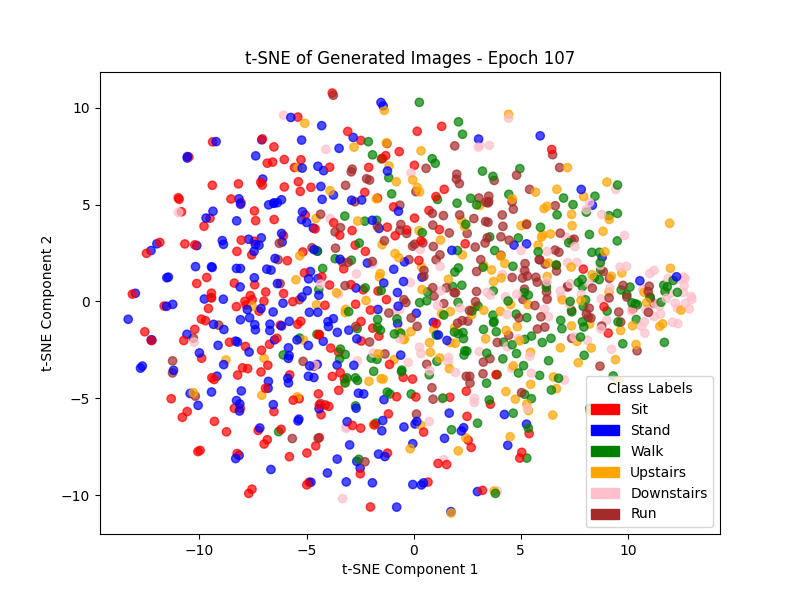 t-SNE of Generated Images - Epoch 107
t-SNE Component 2
10
5
0
−5
−10
−10
−5
0
5
10
t-SNE Component 1
Class Labels
Sit
Stand
Walk
Upstairs
Downstairs
Run